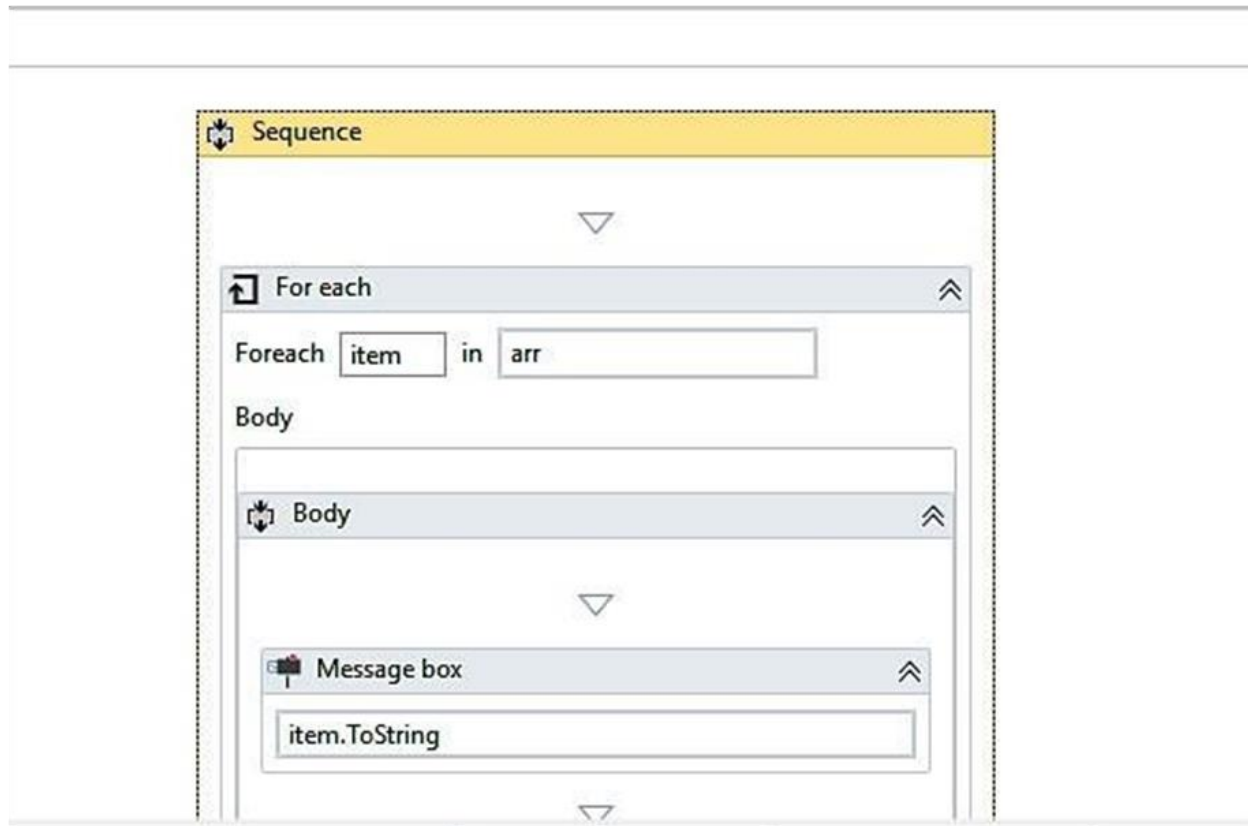 Sequence
For each
Foreach item in arr
Body
Body
Message box
item.ToString